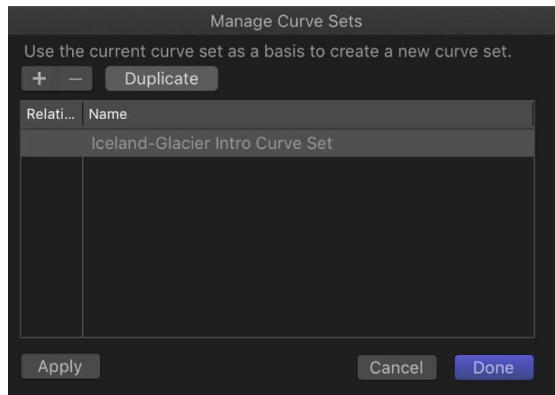 Manage Curve Sets
Use the current curve set as a basis to create a new curve set.
+ – Duplicate
Relati... Name
Iceland-Glacier Intro Curve Set
Apply Cancel Done